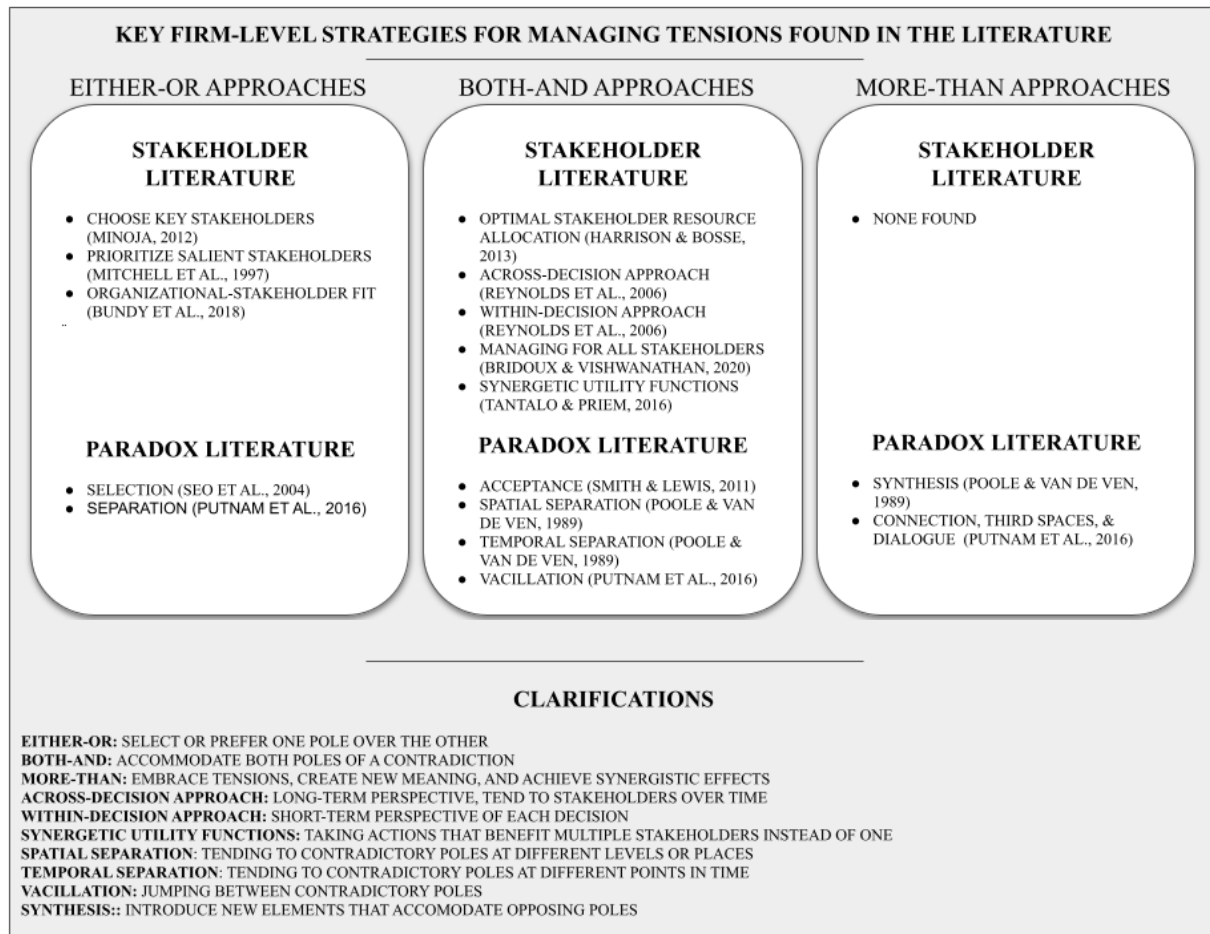 KEY FIRM-LEVEL STRATEGIES FOR MANAGING TENSIONS FOUND IN THE LITERATURE
EITHER-OR APPROACHES
STAKEHOLDER
LITERATURE
● CHOOSE KEY STAKEHOLDERS
(MINOJA, 2012)
● PRIORITIZE SALIENT STAKEHOLDERS
(MITCHELL ET AL., 1997)
● ORGANIZATIONAL-STAKEHOLDER FIT
(BUNDY ET AL., 2018)
PARADOX LITERATURE
● SELECTION (SEO ET AL., 2004)
● SEPARATION (PUTNAM ET AL., 2016)
BOTH-AND APPROACHES
STAKEHOLDER
LITERATURE
● OPTIMAL STAKEHOLDER RESOURCE
ALLOCATION (HARRISON & BOSSE,
2013)
● ACROSS-DECISION APPROACH
(REYNOLDS ET AL., 2006)
● WITHIN-DECISION APPROACH
(REYNOLDS ET AL., 2006)
● MANAGING FOR ALL STAKEHOLDERS
(BRIDOUX & VISHWANATHAN, 2020)
● SYNERGETIC UTILITY FUNCTIONS
(TANTALO & PRIEM, 2016)
PARADOX LITERATURE
● ACCEPTANCE (SMITH & LEWIS, 2011)
● SPATIAL SEPARATION (POOLE & VAN
DE VEN, 1989)
● TEMPORAL SEPARATION (POOLE &
VAN DE VEN, 1989)
● VACILLATION (PUTNAM ET AL., 2016)
MORE-THAN APPROACHES
STAKEHOLDER
LITERATURE
● NONE FOUND
PARADOX LITERATURE
● SYNTHESIS (POOLE & VAN DE VEN,
1989)
● CONNECTION, THIRD SPACES, &
DIALOGUE (PUTNAM ET AL., 2016)
CLARIFICATIONS
EITHER-OR: SELECT OR PREFER ONE POLE OVER THE OTHER
BOTH-AND: ACCOMMODATE BOTH POLES OF A CONTRADICTION
MORE-THAN: EMBRACE TENSIONS, CREATE NEW MEANING, AND ACHIEVE SYNERGISTIC EFFECTS
ACROSS-DECISION APPROACH: LONG-TERM PERSPECTIVE, TEND TO STAKEHOLDERS OVER TIME
WITHIN-DECISION APPROACH: SHORT-TERM PERSPECTIVE OF EACH DECISION
SYNERGETIC UTILITY FUNCTIONS: TAKING ACTIONS THAT BENEFIT MULTIPLE STAKEHOLDERS INSTEAD OF ONE
SPATIAL SEPARATION: TENDING TO CONTRADICTORY POLES AT DIFFERENT LEVELS OR PLACES
TEMPORAL SEPARATION: TENDING TO CONTRADICTORY POLES AT DIFFERENT POINTS IN TIME
VACILLATION: JUMPING BETWEEN CONTRADICTORY POLES
SYNTHESIS:: INTRODUCE NEW ELEMENTS THAT ACCOMODATE OPPOSING POLES